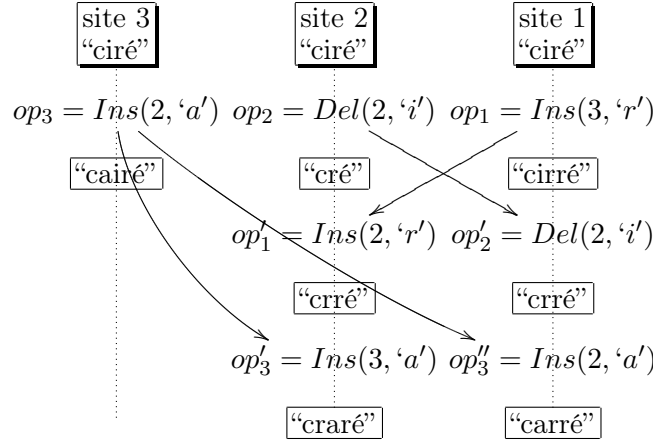 site 3 site 2 site 1
“ciré” “ciré” “ciré”
op₃ = Ins(2, ‘a′) op₂ = Del(2, ‘i′) op₁ = Ins(3, ‘r′)
“cairé” “cré” “cirré”
op′₁ = Ins(2, ‘r′) op′₂ = Del(2, ‘i′)
“crré” “crré”
op′₃ = Ins(3, ‘a′) op″₃ = Ins(2, ‘a′)
“craré” “carré”